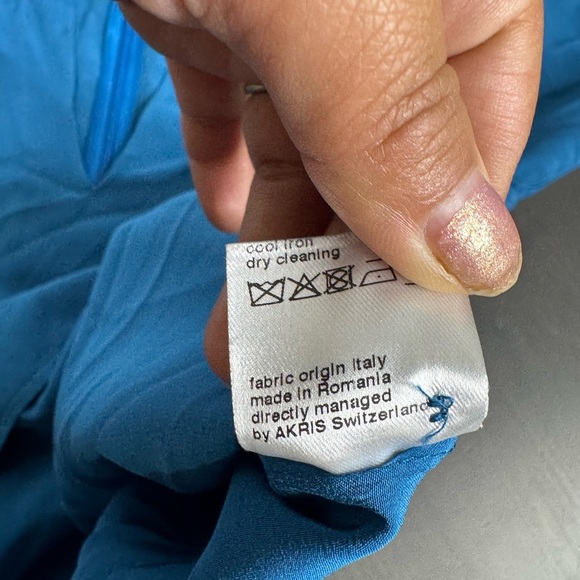 cool iron
dry cleaning
fabric origin Italy
made in Romania
directly managed
by AKRIS Switzerland